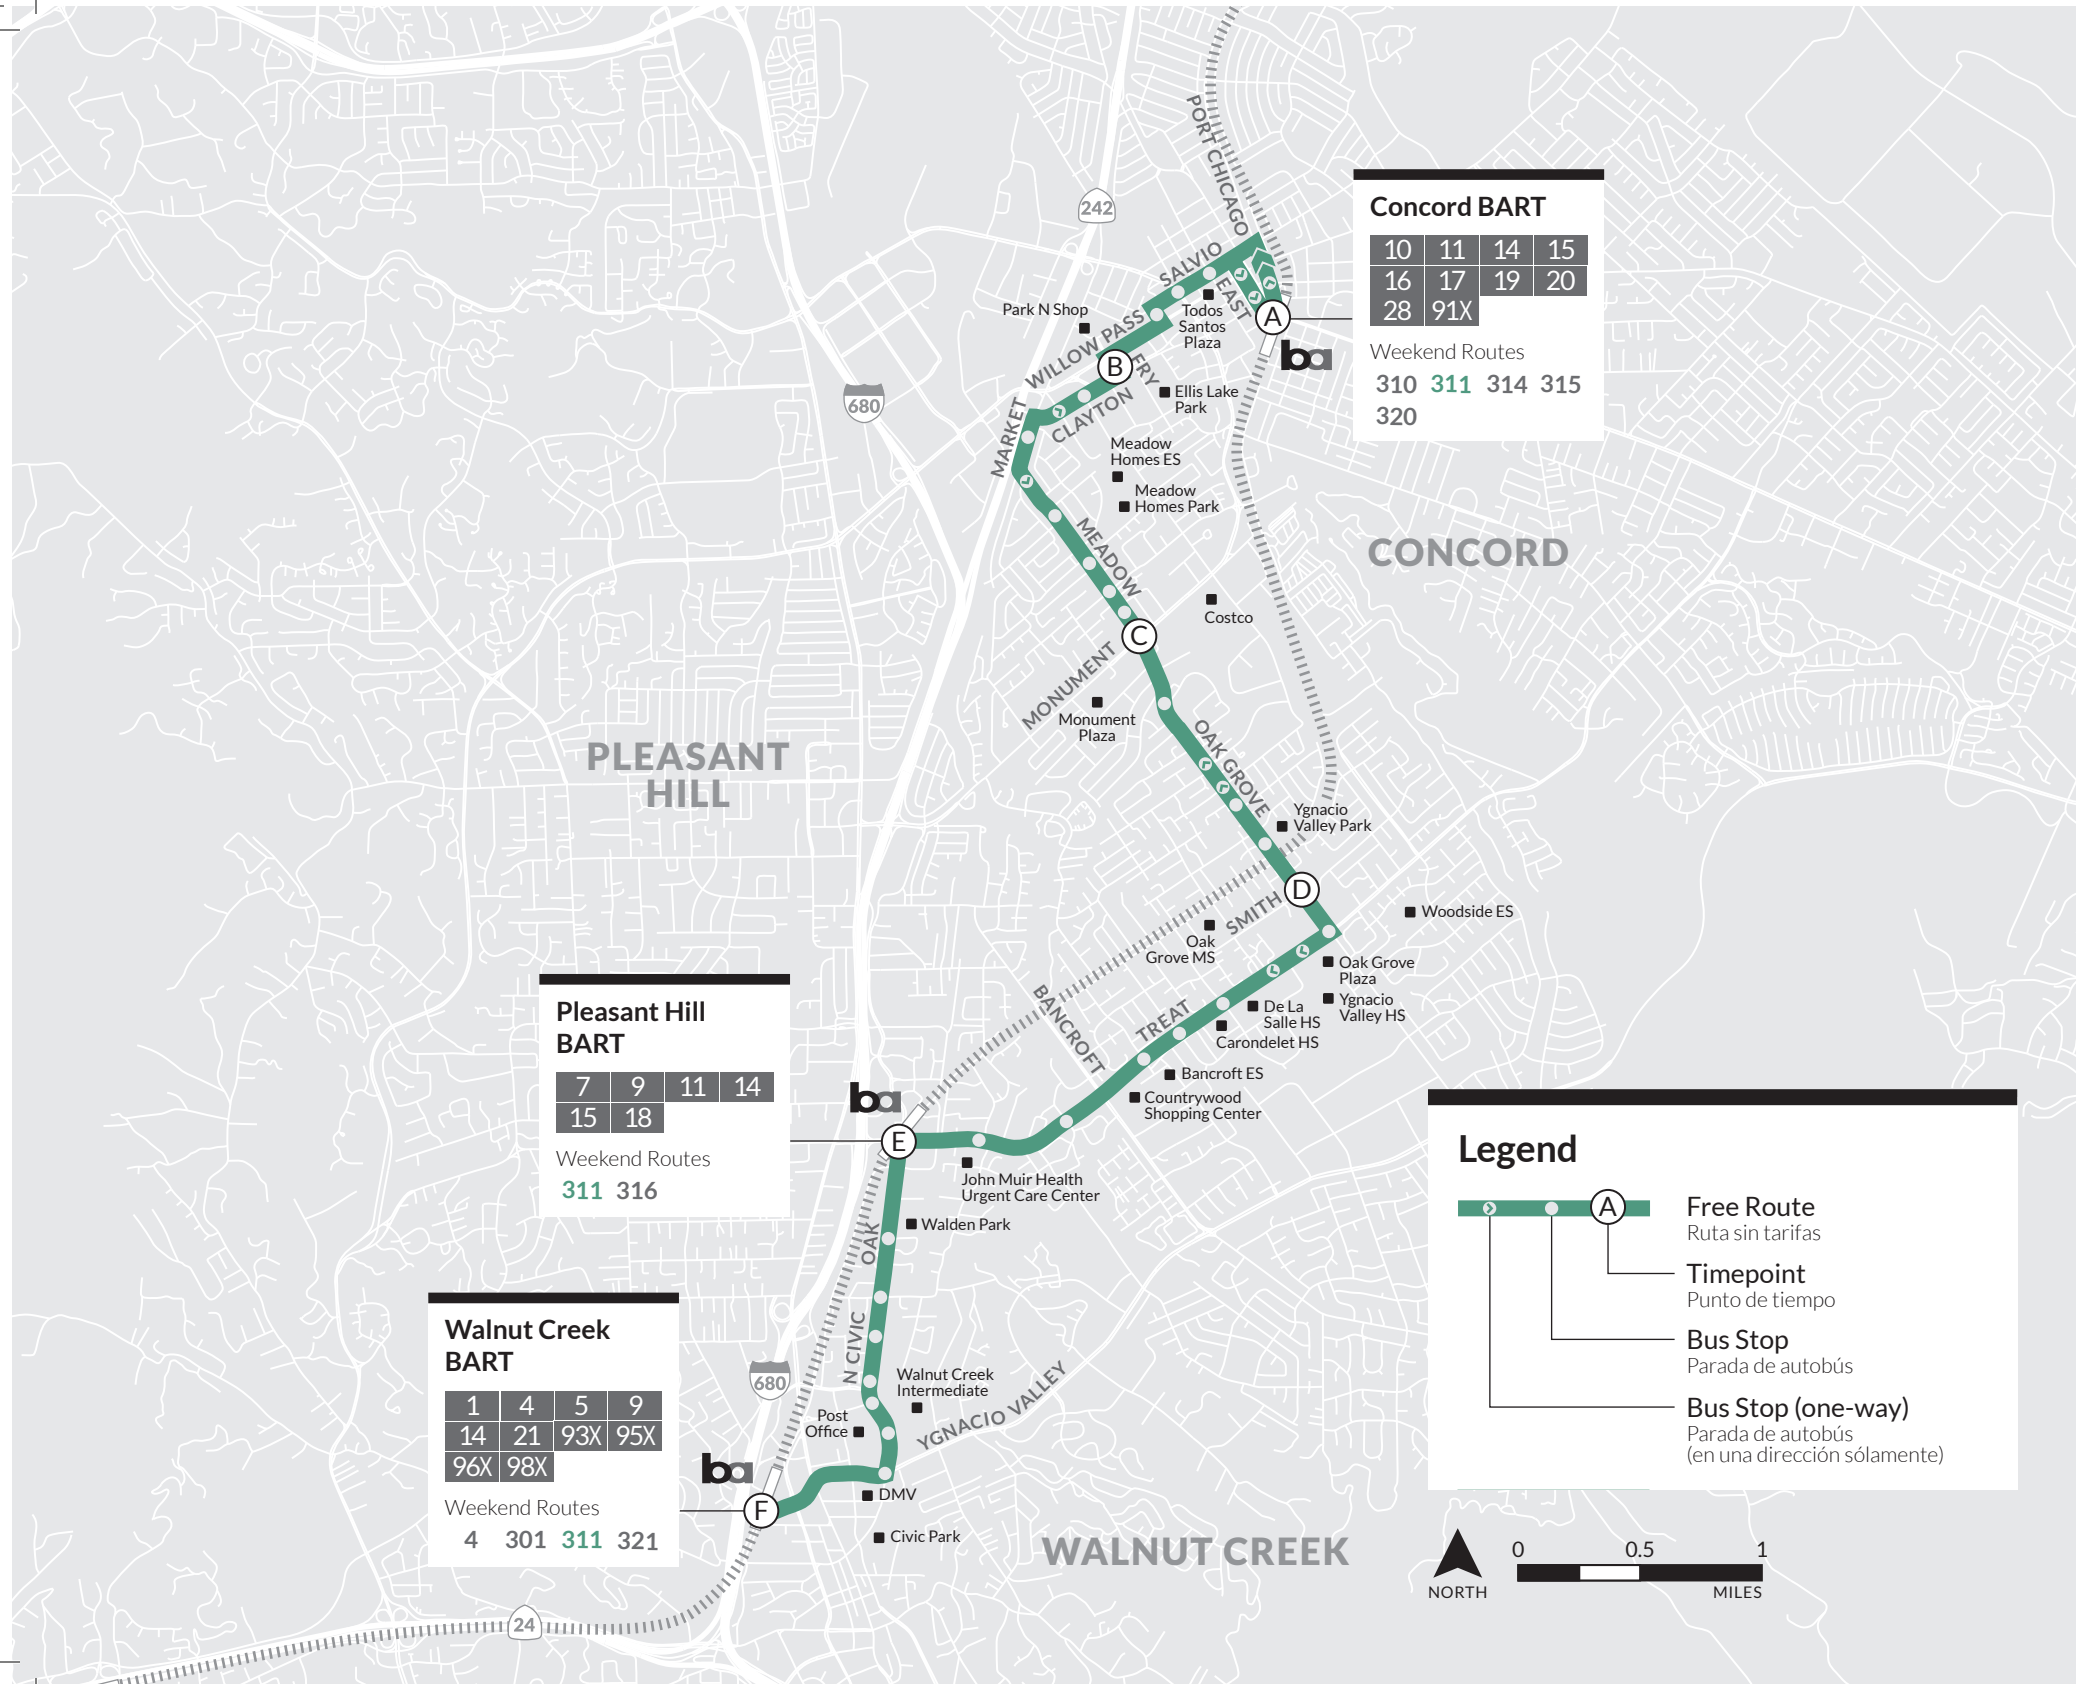 PORT CHICAGO
242
Concord BART
10 11 14 15
16 17 19 20
28 91X
Weekend Routes
310 311 314 315
320
SALVIO
EAST
A
ba
Park N Shop
Todos
Santos
Plaza
WILLOW PASS
B
FRY
Ellis Lake
Park
CLAYTON
MARKET
680
Meadow
Homes ES
Meadow
Homes Park
MEADOW
CONCORD
Costco
C
MONUMENT
Monument
Plaza
OAK GROVE
PLEASANT
HILL
Ygnacio
Valley Park
D
SMITH
Woodside ES
Oak
Grove MS
Oak Grove
Plaza
Ygnacio
Valley HS
De La
Salle HS
Carondelet HS
TREAT
BANCROFT
Bancroft ES
Countrywood
Shopping Center
Pleasant Hill
BART
7 9 11 14
15 18
Weekend Routes
311 316
ba
E
John Muir Health
Urgent Care Center
Walden Park
OAK
N CIVIC
680
Walnut Creek
Intermediate
Post
Office
YGNACIO VALLEY
Walnut Creek
BART
1 4 5 9
14 21 93X 95X
96X 98X
Weekend Routes
4 301 311 321
ba
F
DMV
Civic Park
WALNUT CREEK
24
Legend
A
Free Route
Ruta sin tarifas
Timepoint
Punto de tiempo
Bus Stop
Parada de autobús
Bus Stop (one-way)
Parada de autobús
(en una dirección sólamente)
NORTH
0 0.5 1
MILES